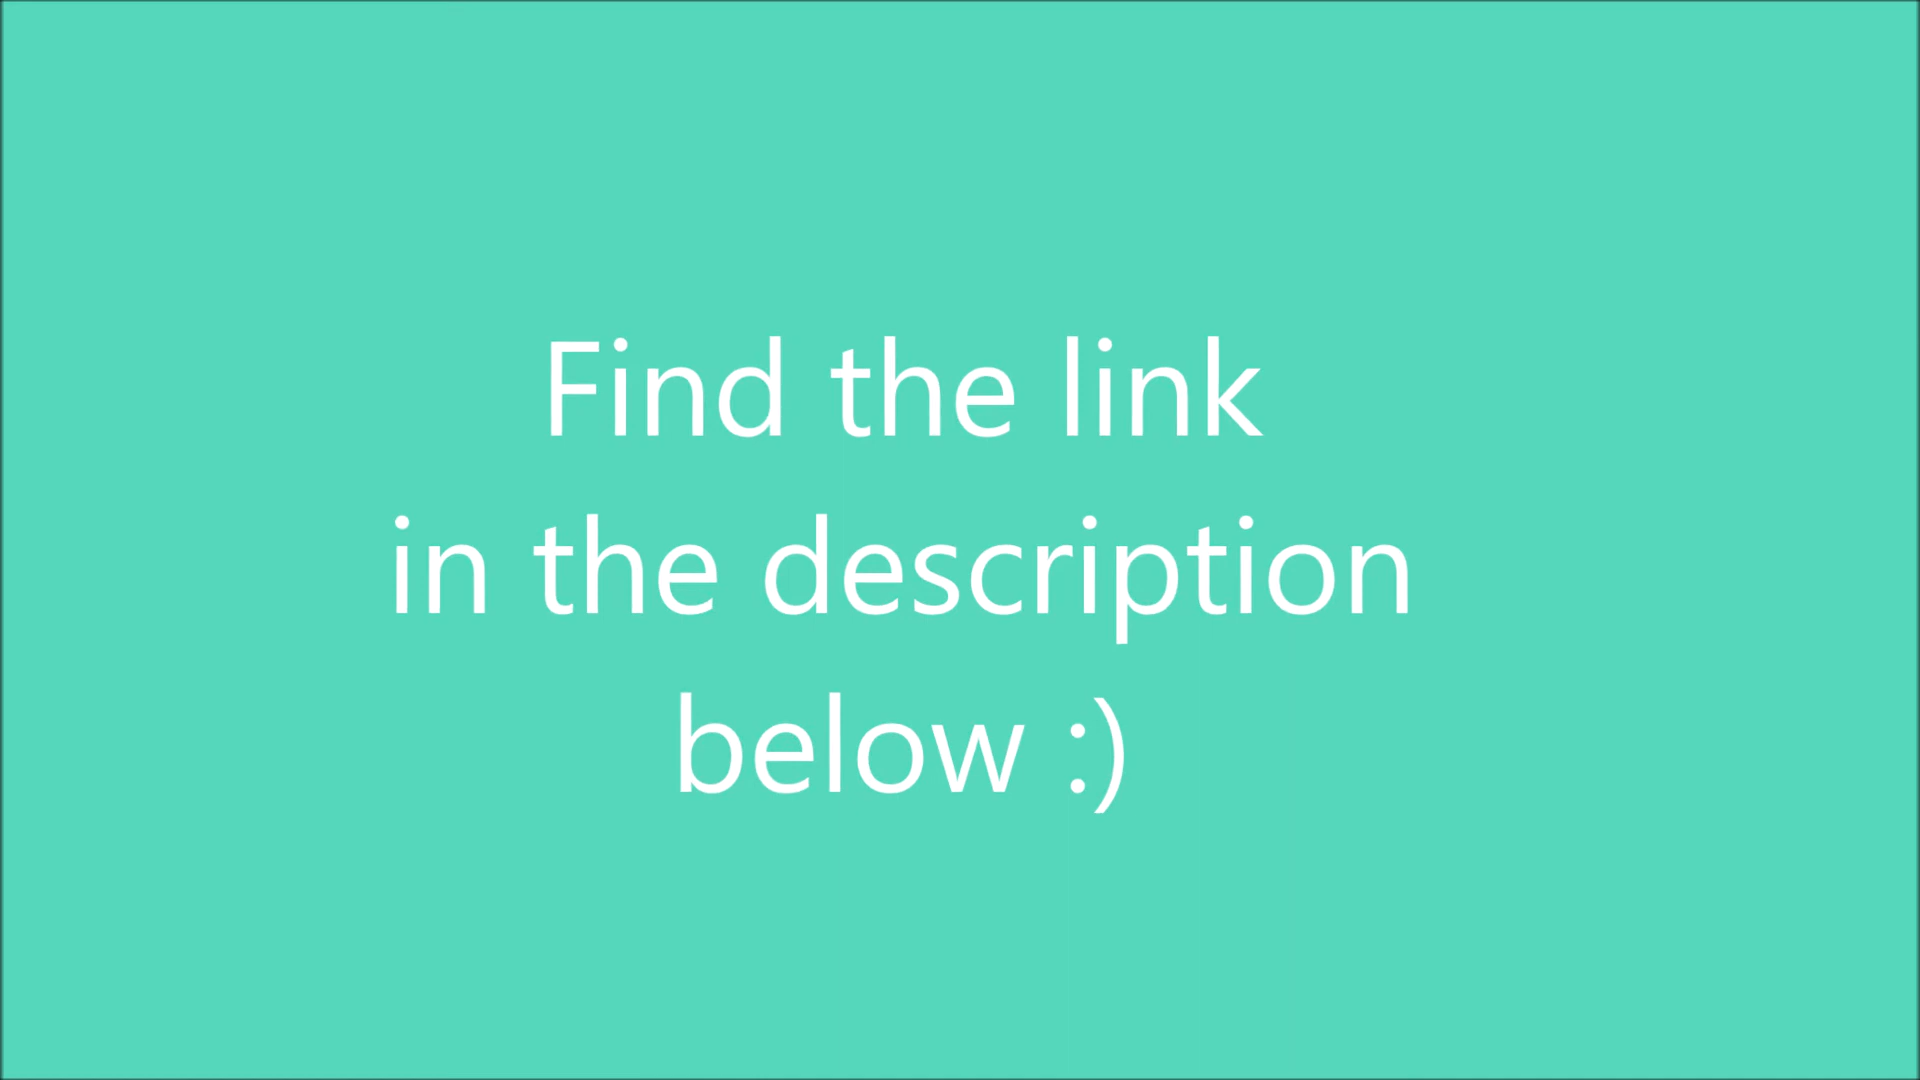 Find the link
in the description
below :)